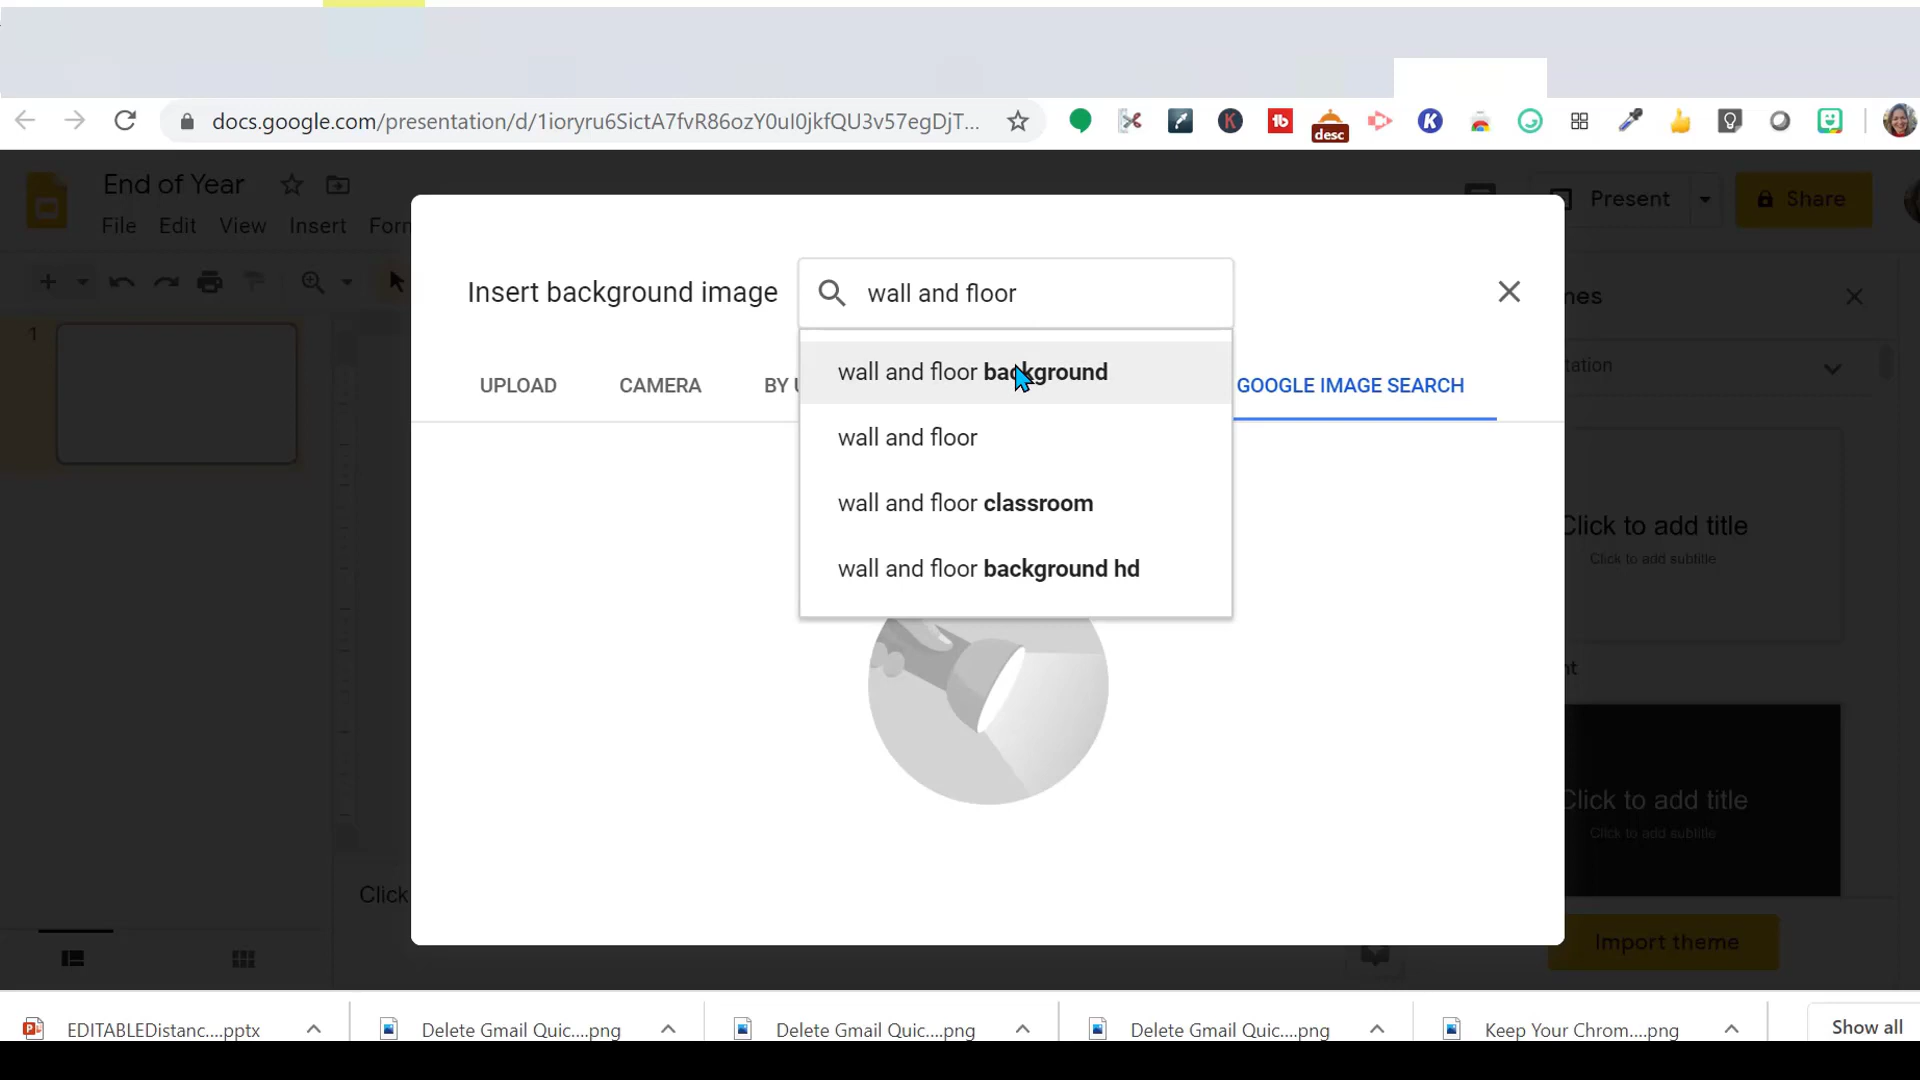 docs.google.com/presentation/d/1ioryru6SictA7fvR86ozY0uI0jkfQU3v57egDjT...
desc
End of Year
File Edit View Insert Form
Present
Share
Insert background image
wall and floor
UPLOAD CAMERA BY U GOOGLE IMAGE SEARCH
wall and floor background
wall and floor
wall and floor classroom
wall and floor background hd
1
Click to add title
Click to add subtitle
Click to add title
Click to add subtitle
Click
Import theme
EDITABLEDistanc....pptx
Delete Gmail Quic....png
Delete Gmail Quic....png
Delete Gmail Quic....png
Keep Your Chrom....png
Show all